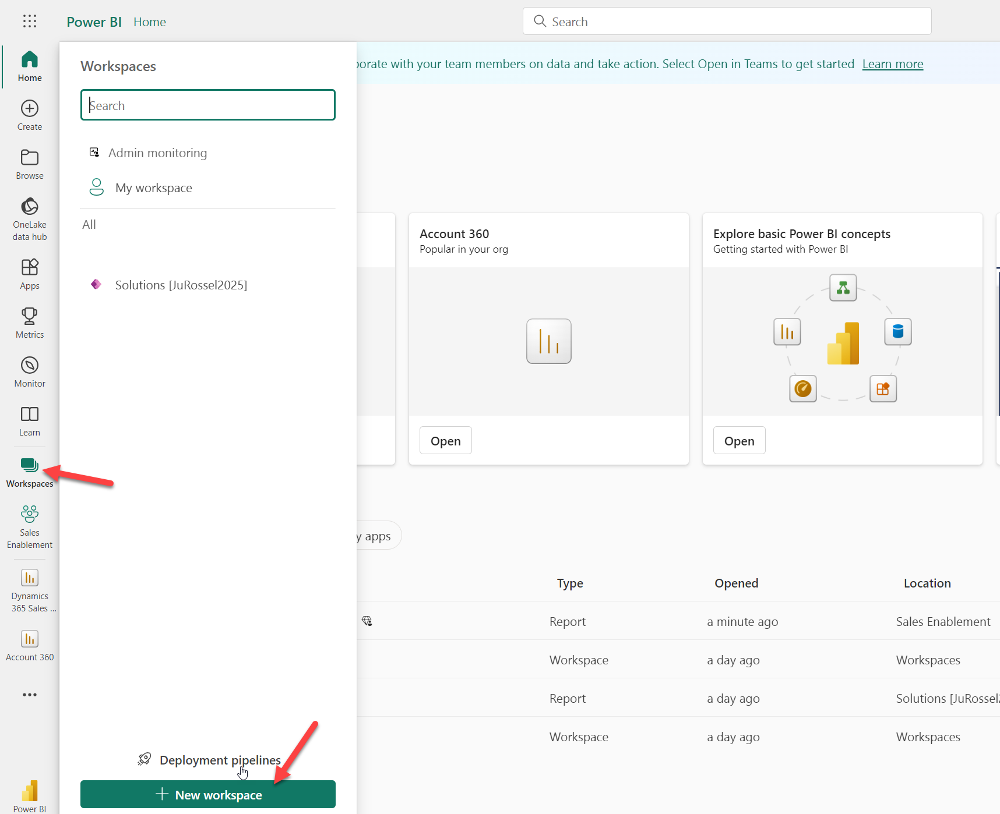 Power BI Home
Search
Home
Create
Browse
OneLake
data hub
Apps
Metrics
Monitor
Learn
Workspaces
Sales
Enablement
Dynamics
365 Sales ...
Account 360
Power BI
Workspaces
Search
Admin monitoring
My workspace
All
Solutions [JuRossel2025]
Deployment pipelines
New workspace
borate with your team members on data and take action. Select Open in Teams to get started Learn more
Account 360
Popular in your org
Open
Explore basic Power BI concepts
Getting started with Power BI
Open
y apps
Type Opened Location
Report a minute ago Sales Enablement
Workspace a day ago Workspaces
Report a day ago Solutions [JuRossel
Workspace a day ago Workspaces